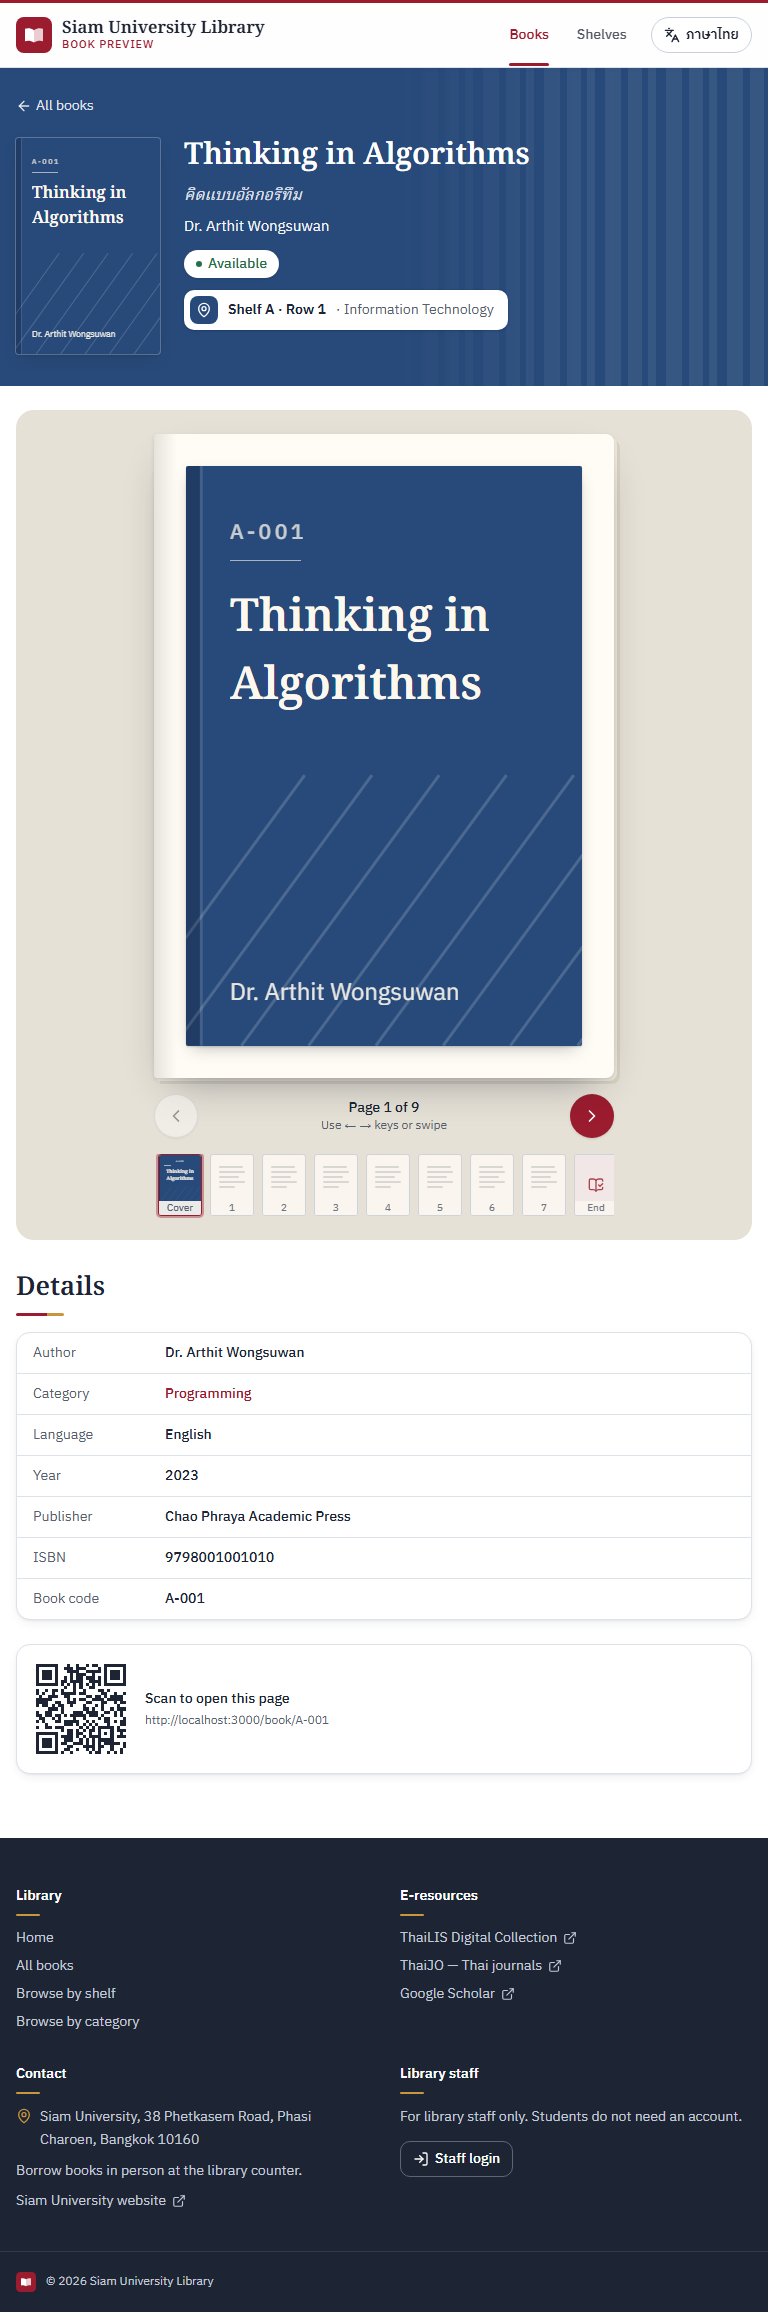 Siam University Library
BOOK PREVIEW
Books
Shelves
ภาษาไทย
All books
A-001
Thinking in
Algorithms
Dr. Arthit Wongsuwan
Thinking in Algorithms
คิดแบบอัลกอริทึม
Dr. Arthit Wongsuwan
Available
Shelf A · Row 1 · Information Technology
A-001
Thinking in
Algorithms
Dr. Arthit Wongsuwan
Page 1 of 9
Use ← → keys or swipe
Thinking in
Algorithms
Cover
1
2
3
4
5
6
7
End
Details
Author Dr. Arthit Wongsuwan
Category Programming
Language English
Year 2023
Publisher Chao Phraya Academic Press
ISBN 9798001001010
Book code A-001
Scan to open this page
http://localhost:3000/book/A-001
Library
Home
All books
Browse by shelf
Browse by category
E-resources
ThaiLIS Digital Collection
ThaiJO — Thai journals
Google Scholar
Contact
Siam University, 38 Phetkasem Road, Phasi
Charoen, Bangkok 10160
Borrow books in person at the library counter.
Siam University website
Library staff
For library staff only. Students do not need an account.
Staff login
© 2026 Siam University Library